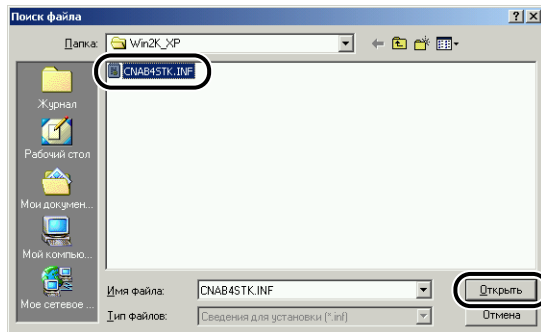 Поиск файла
Папка: Win2K_XP
CNAB4STK.INF
Журнал
Рабочий стол
Мои докумен...
Мой компью...
Мое сетевое ...
Имя файла: CNAB4STK.INF Открыть
Тип файлов: Сведения для установки (*.inf) Отмена